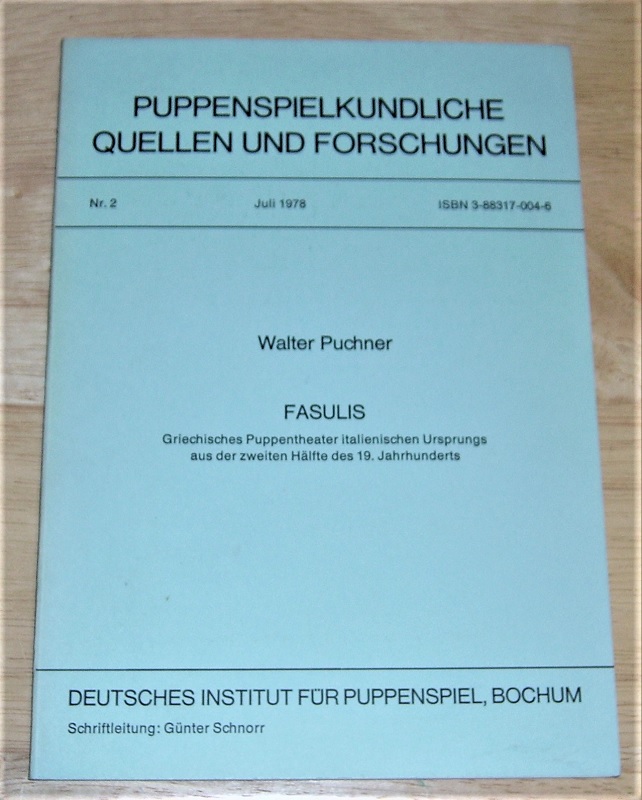 PUPPENSPIELKUNDLICHE
QUELLEN UND FORSCHUNGEN
Nr. 2 Juli 1978 ISBN 3-88317-004-6
Walter Puchner
FASULIS
Griechisches Puppentheater italienischen Ursprungs
aus der zweiten Hälfte des 19. Jahrhunderts
DEUTSCHES INSTITUT FÜR PUPPENSPIEL, BOCHUM
Schriftleitung: Günter Schnorr